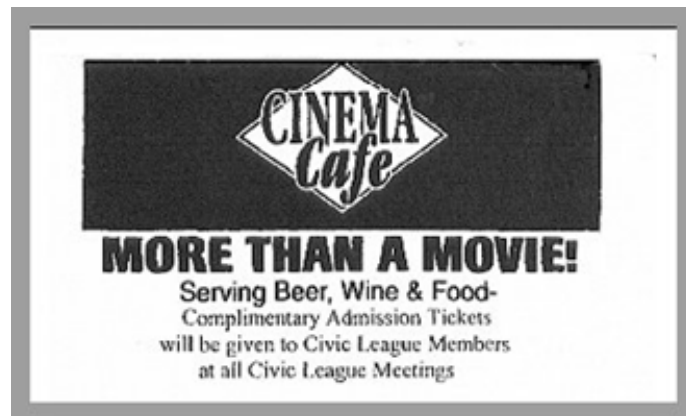 CINEMA
Cafe
MORE THAN A MOVIE!
Serving Beer, Wine & Food-
Complimentary Admission Tickets
will be given to Civic League Members
at all Civic League Meetings